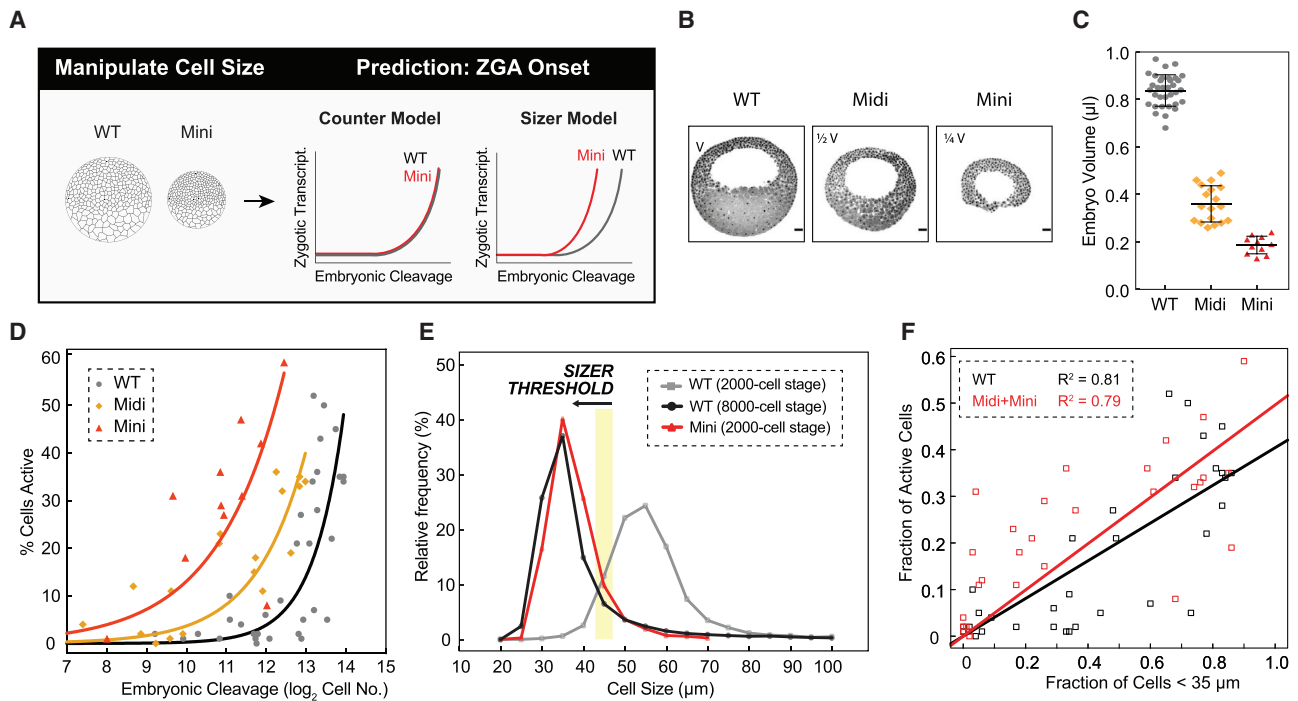 A
Manipulate Cell Size
Prediction: ZGA Onset
WT
Mini
Counter Model
Zygotic Transcript.
WT
Mini
Embryonic Cleavage
Sizer Model
Zygotic Transcript.
Mini
WT
Embryonic Cleavage
B
WT
Midi
Mini
V
½ V
¼ V
C
Embryo Volume (µl)
1.0
0.8
0.6
0.4
0.2
0.0
WT
Midi
Mini
D
% Cells Active
60
50
40
30
20
10
0
WT
Midi
Mini
7 8 9 10 11 12 13 14 15
Embryonic Cleavage (log2 Cell No.)
E
Relative frequency (%)
50
40
30
20
10
0
SIZER
THRESHOLD
WT (2000-cell stage)
WT (8000-cell stage)
Mini (2000-cell stage)
10 20 30 40 50 60 70 80 90 100
Cell Size (µm)
F
Fraction of Active Cells
0.6
0.5
0.4
0.3
0.2
0.1
0
WT R² = 0.81
Midi+Mini R² = 0.79
0 0.2 0.4 0.6 0.8 1.0
Fraction of Cells < 35 µm